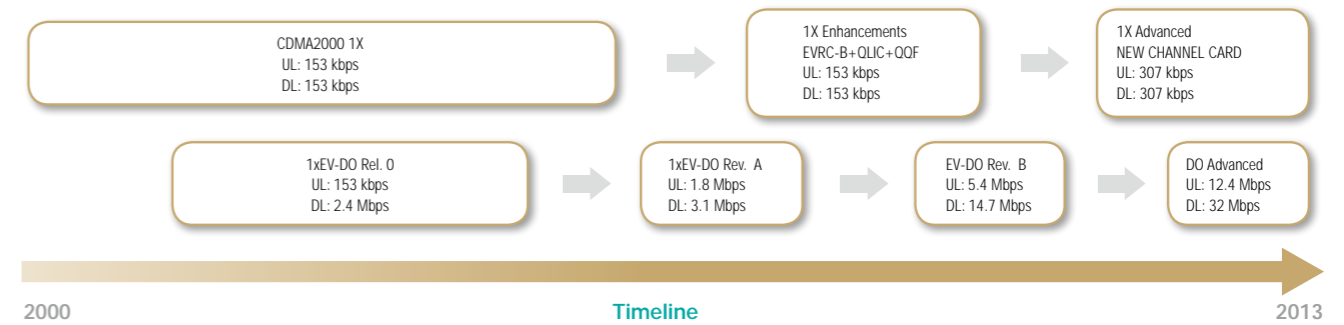 CDMA2000 1X
UL: 153 kbps
DL: 153 kbps
1X Enhancements
EVRC-B+QLIC+QQF
UL: 153 kbps
DL: 153 kbps
1X Advanced
NEW CHANNEL CARD
UL: 307 kbps
DL: 307 kbps
1xEV-DO Rel. 0
UL: 153 kbps
DL: 2.4 Mbps
1xEV-DO Rev. A
UL: 1.8 Mbps
DL: 3.1 Mbps
EV-DO Rev. B
UL: 5.4 Mbps
DL: 14.7 Mbps
DO Advanced
UL: 12.4 Mbps
DL: 32 Mbps
2000
Timeline
2013